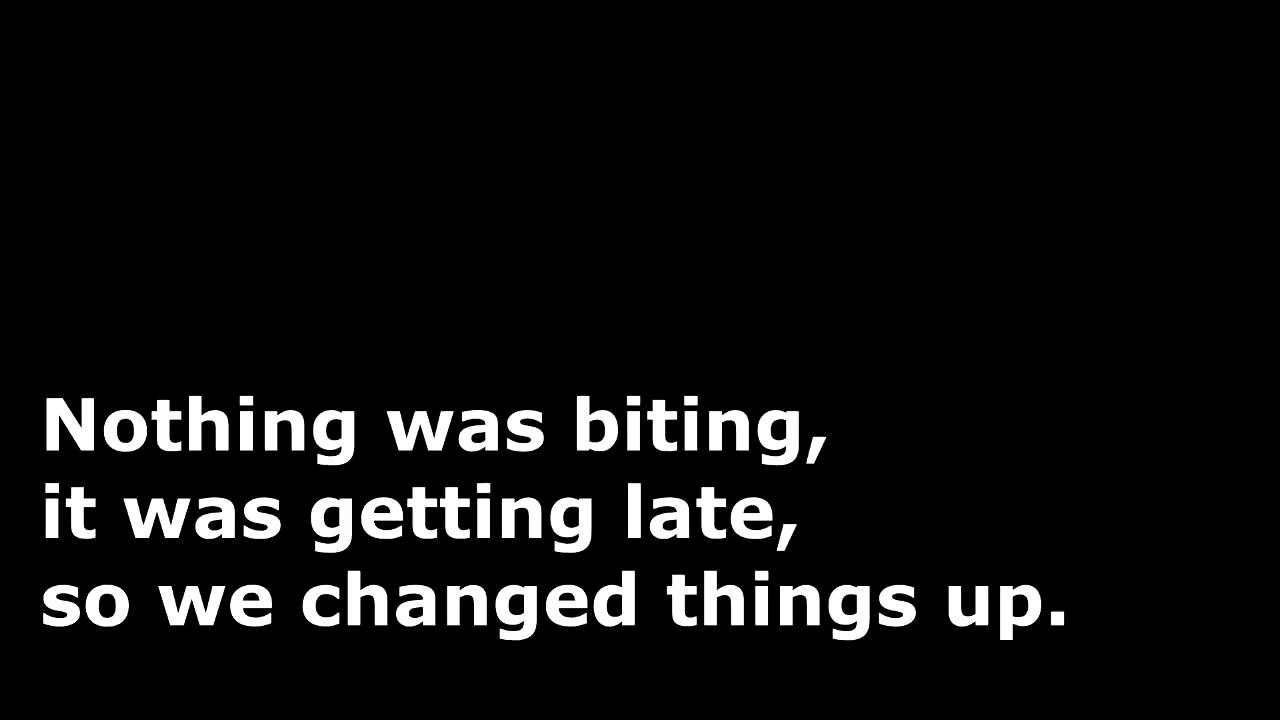 Nothing was biting,
it was getting late,
so we changed things up.